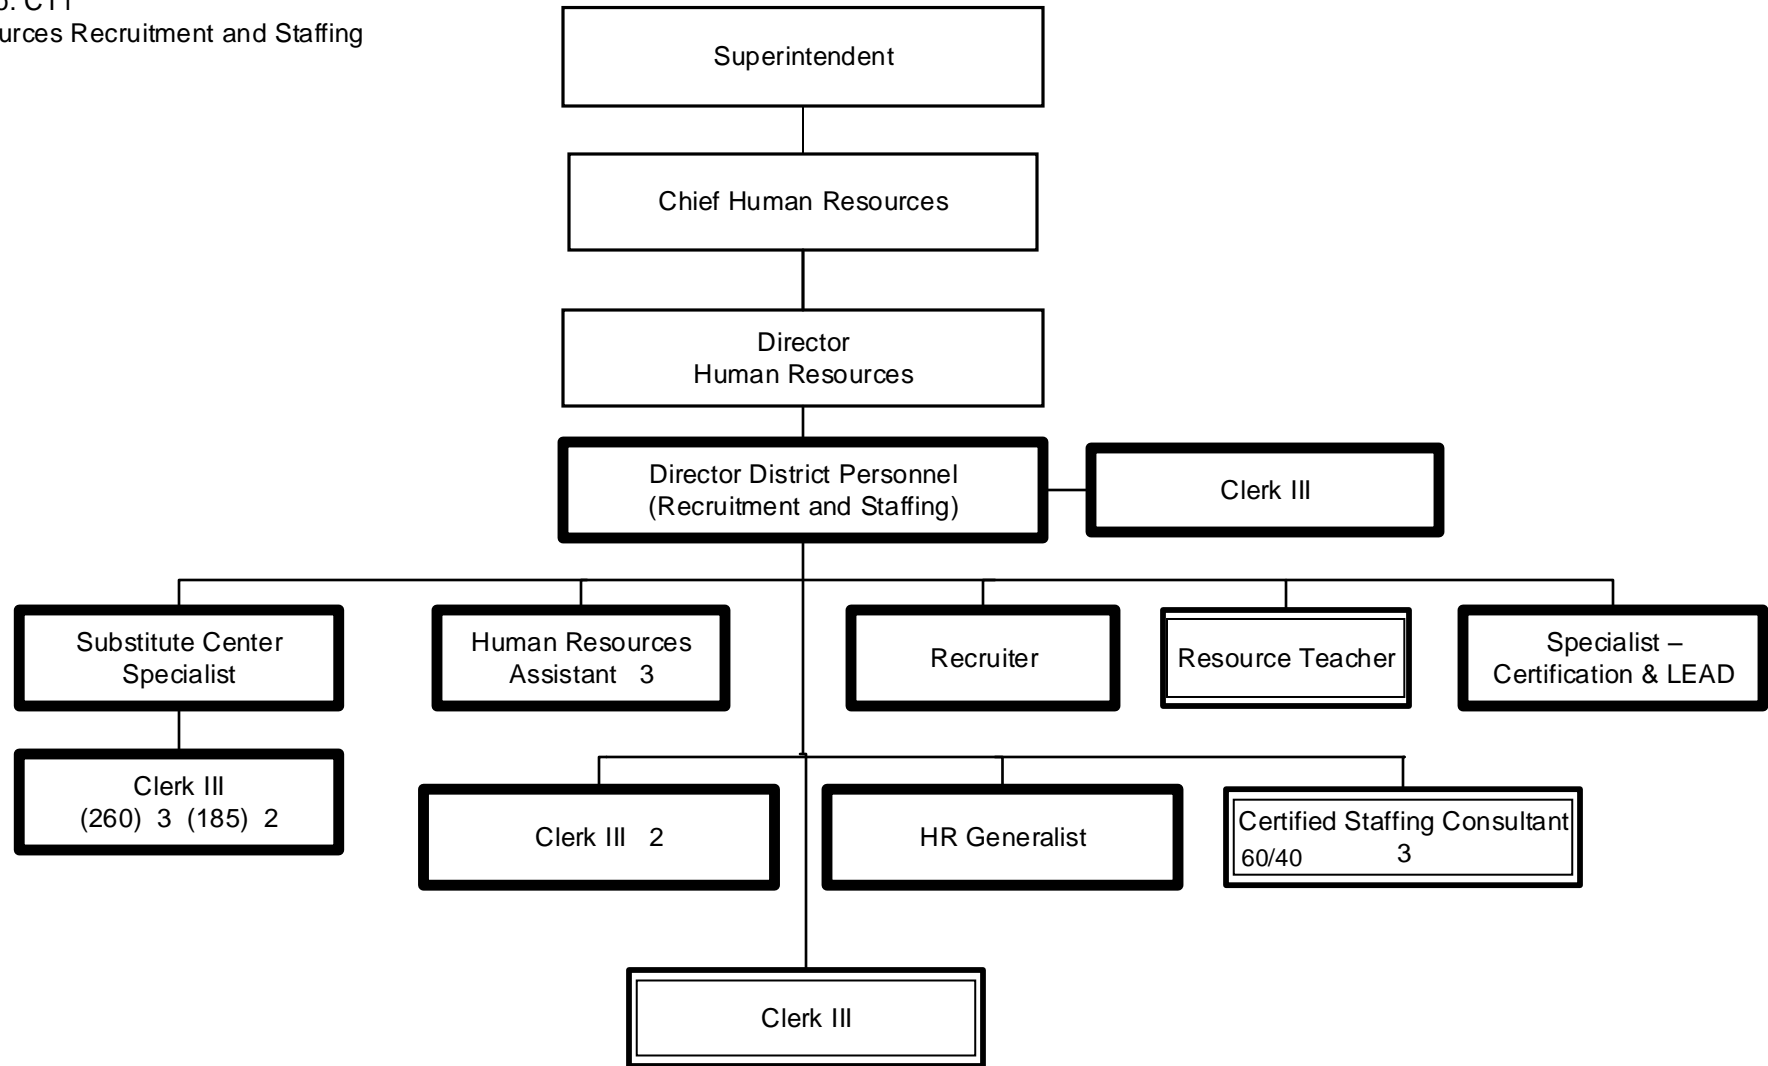 Recruitment and Staffing
Superintendent
Chief Human Resources
Director
Human Resources
Director District Personnel
(Recruitment and Staffing)
Clerk III
Substitute Center
Specialist
Human Resources
Assistant 3
Recruiter
Resource Teacher
Specialist –
Certification & LEAD
Clerk III
(260) 3 (185) 2
Clerk III 2
HR Generalist
Certified Staffing Consultant
60/40 3
Clerk III